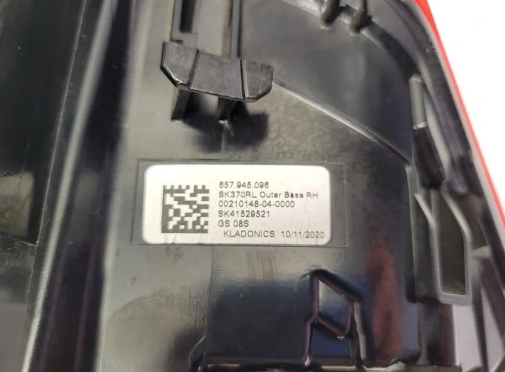 657.945.096
SK370RL Outer Base RH
00210148-04-0000
SK41529521
GS 08S
KLADONICS. 10/11/2020